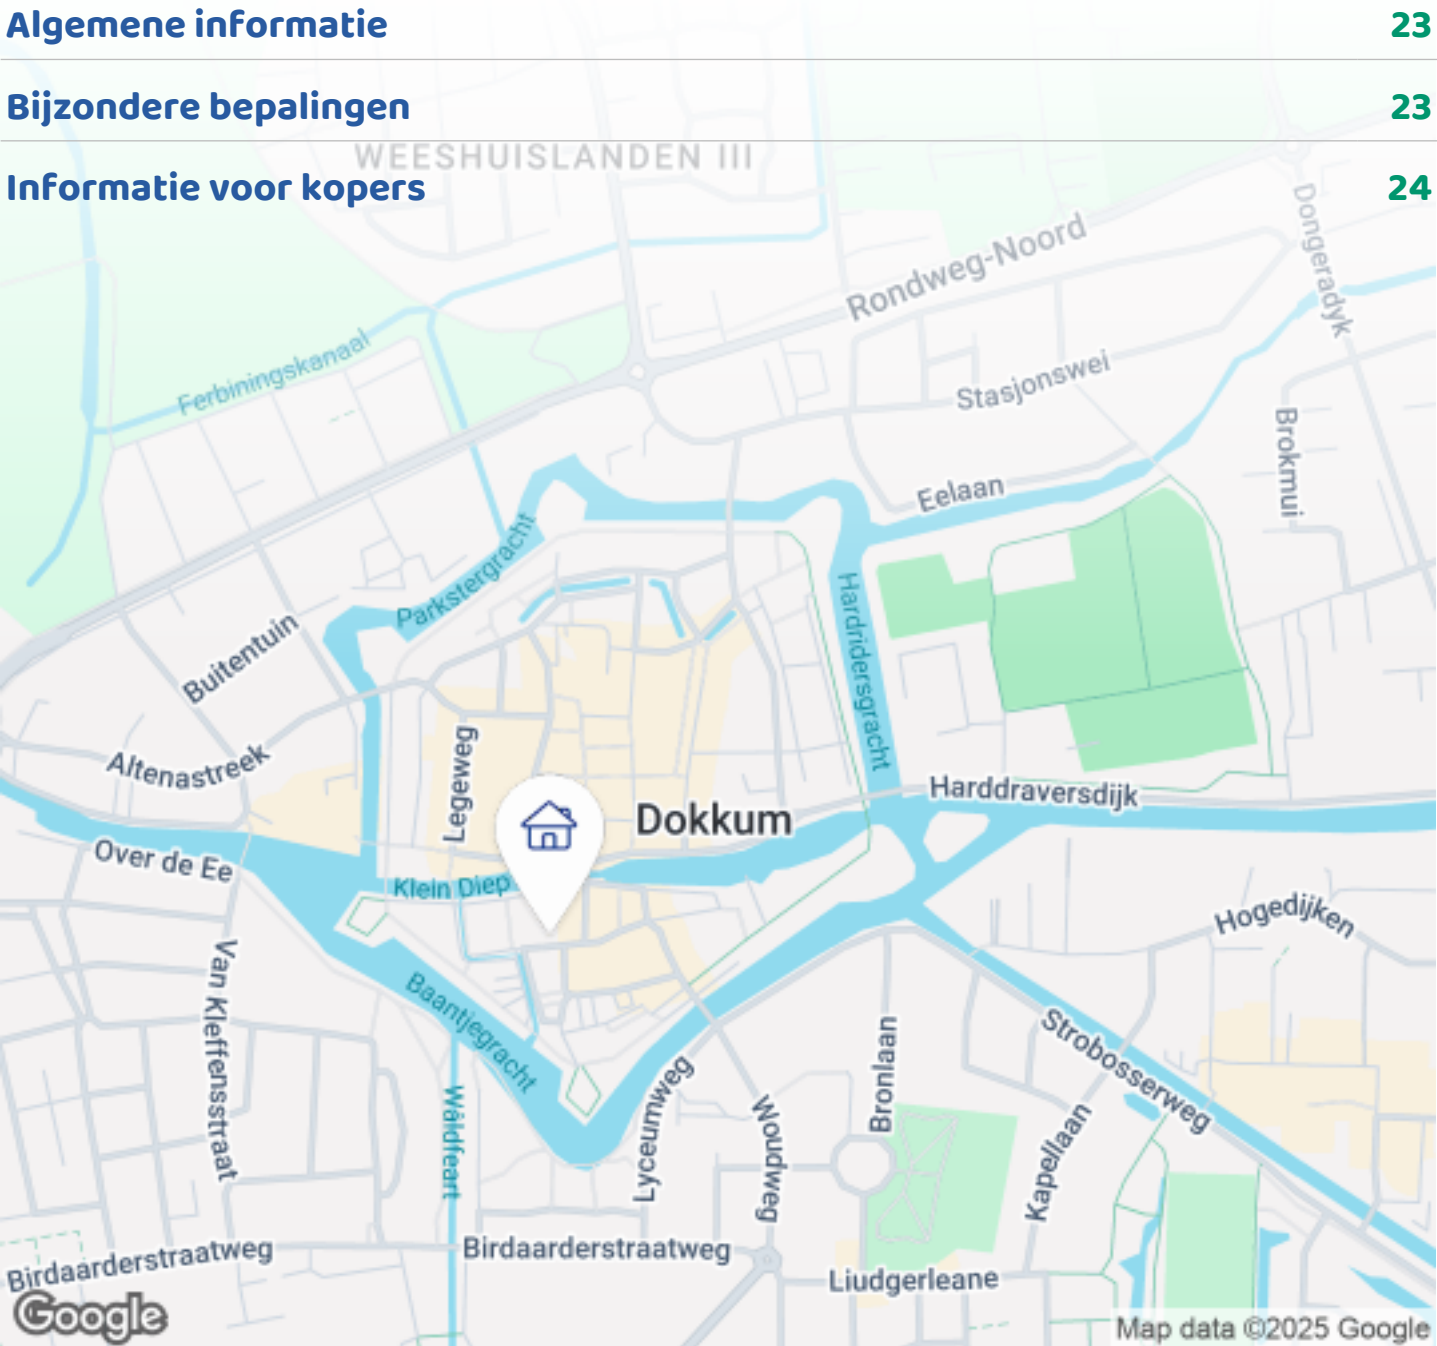 Algemene informatie 23
Bijzondere bepalingen 23
WEESHUISLANDEN III
Informatie voor kopers 24
Dongeradyk
Rondweg-Noord
Ferbiningskanaal
Stasjonswei
Brokmui
Eelaan
Parkstergracht
Hardridersgracht
Buitentuin
Legeweg
Altenastreek
Harddraversdijk
Dokkum
Over de Ee
Klein Diep
Hogedijken
Van Kleffensstraat
Baantjegracht
Strobosserweg
Bronlaan
Lyceumweg
Wâldfeart
Woudweg
Kapellaan
Birdaarderstraatweg
Birdaarderstraatweg
Liudgerleane
Google
Map data ©2025 Google